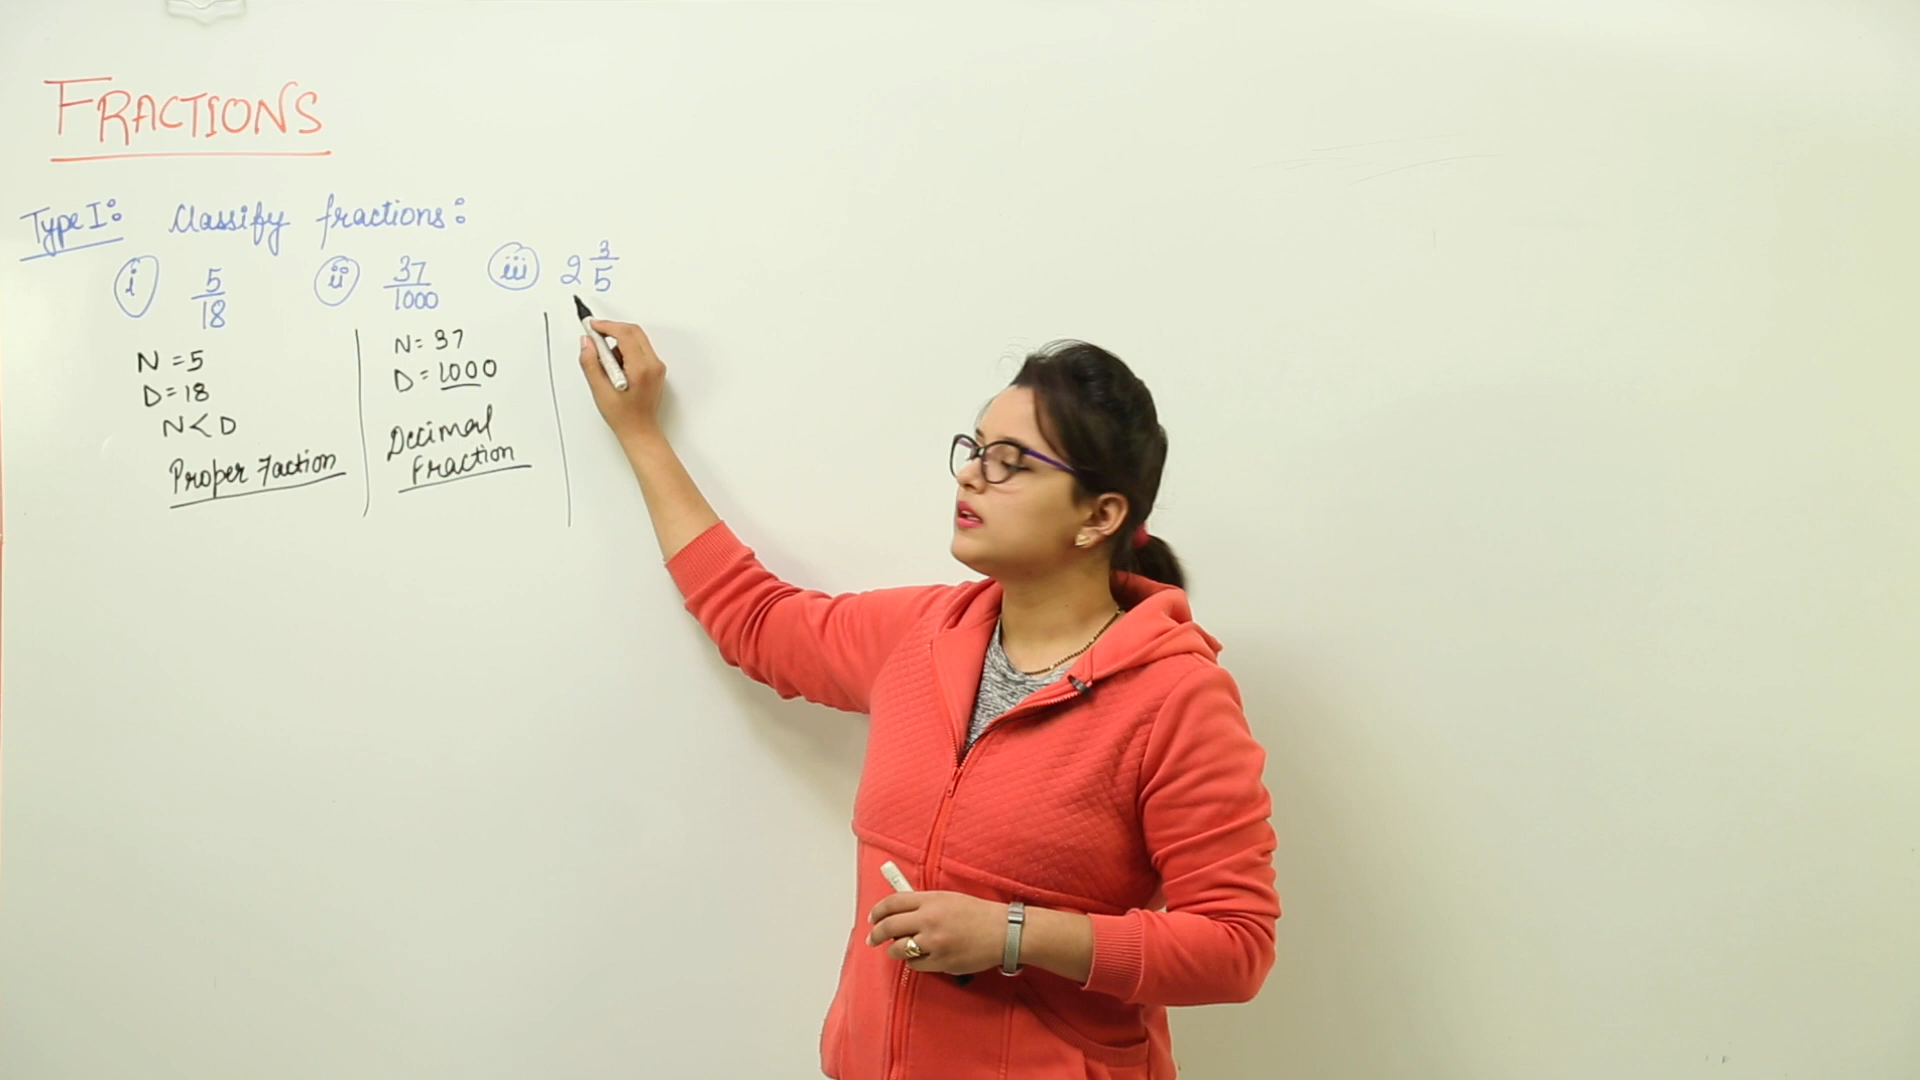 FRACTIONS
Type I: Classify fractions:
i 5/18 ii 37/1000 iii 2 3/5
N = 5
D = 18
N < D
Proper Faction
N = 37
D = 1000
Decimal
Fraction